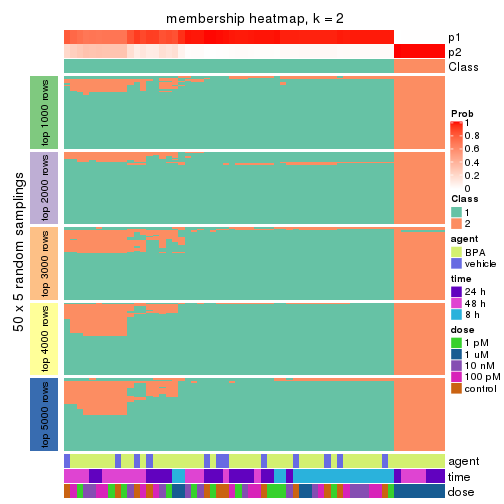 membership heatmap, k = 2
p1
p2
Class
50 x 5 random samplings
top 1000 rows
top 2000 rows
top 3000 rows
top 4000 rows
top 5000 rows
Prob
1
0.8
0.6
0.4
0.2
0
Class
1
2
agent
BPA
vehicle
time
24 h
48 h
8 h
dose
1 pM
1 uM
10 nM
100 pM
control
agent
time
dose